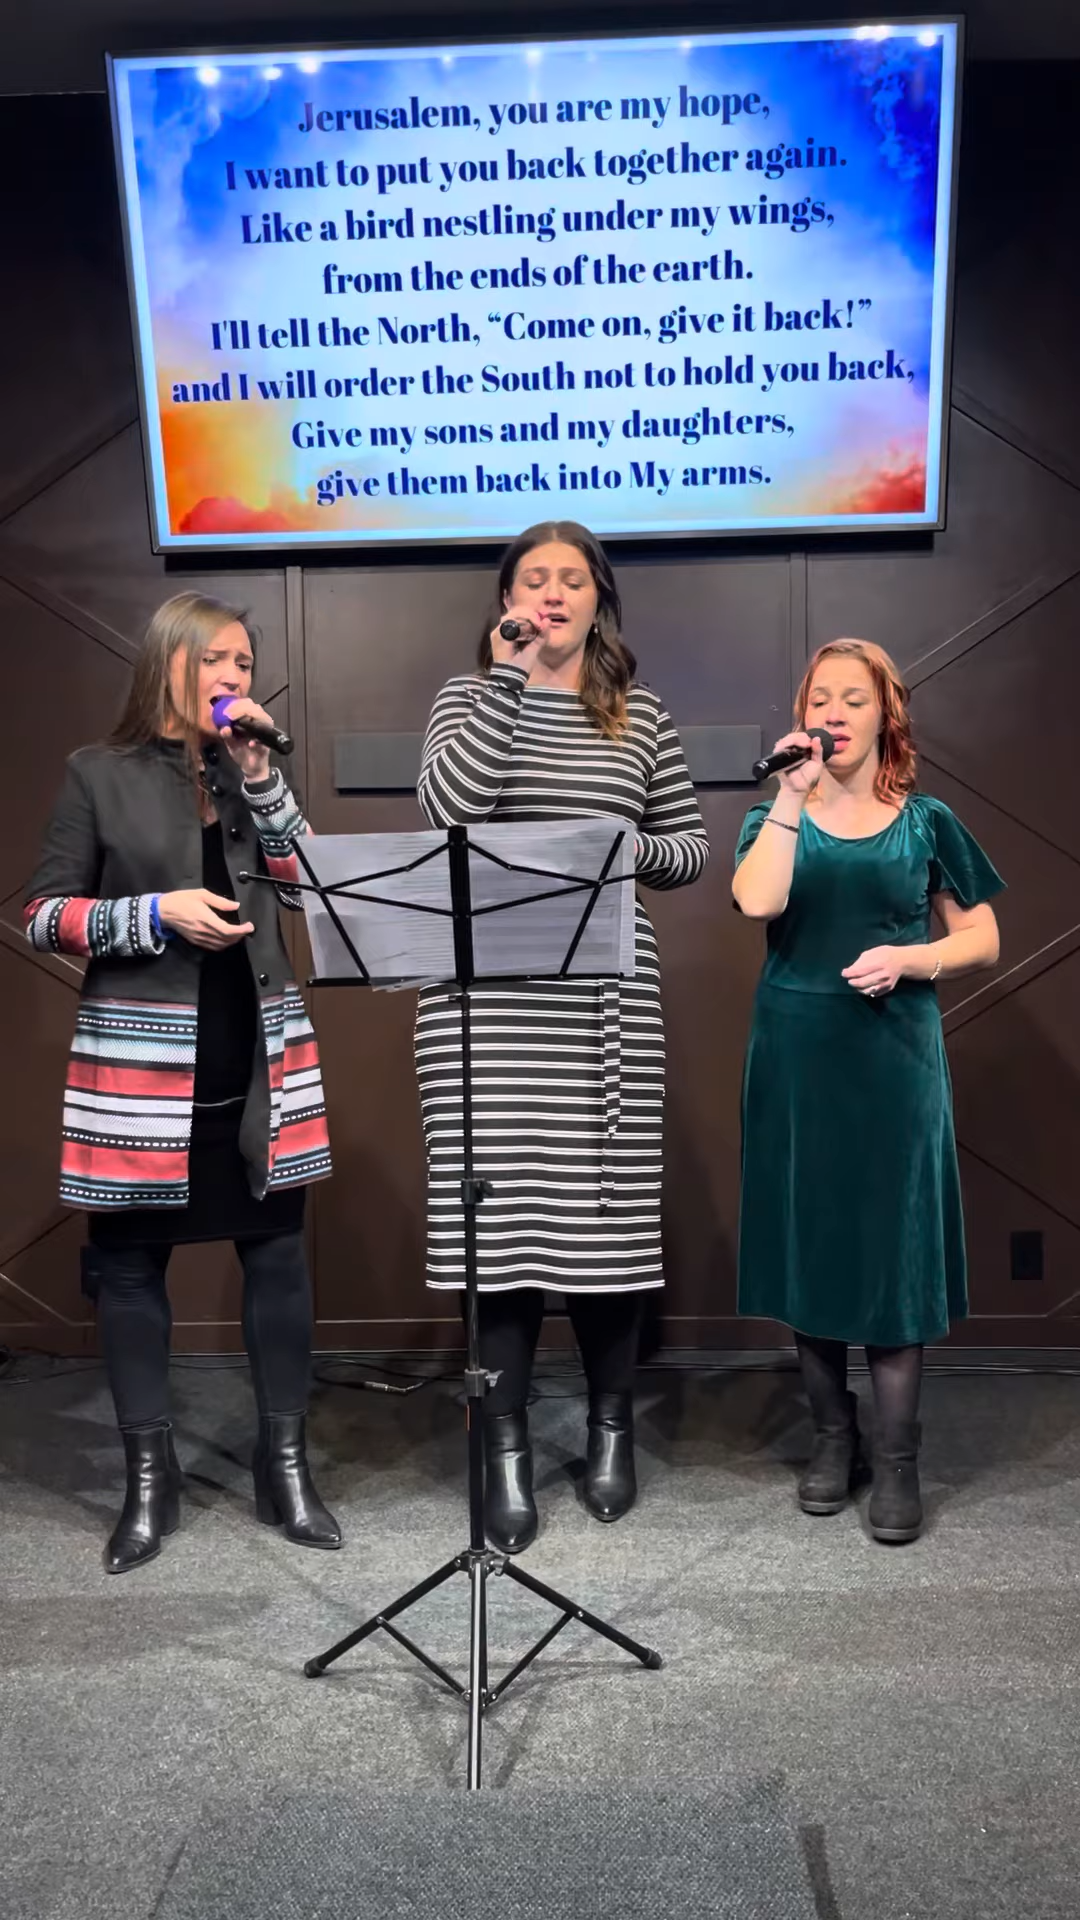 Jerusalem, you are my hope,
I want to put you back together again.
Like a bird nestling under my wings,
from the ends of the earth.
I'll tell the North, “Come on, give it back!”
and I will order the South not to hold you back,
Give my sons and my daughters,
give them back into My arms.